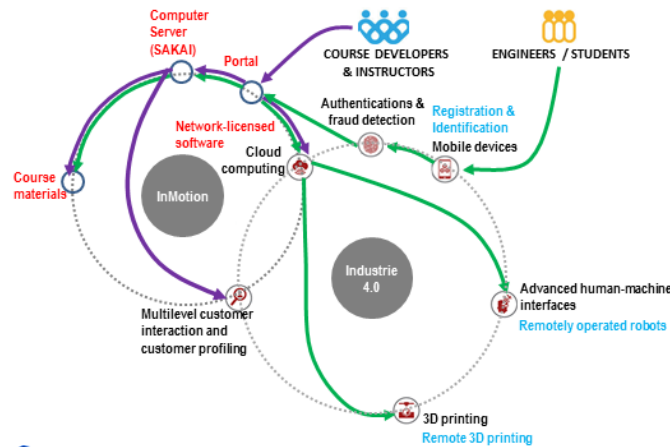 Computer
Server
(SAKAI)
Portal
COURSE DEVELOPERS
& INSTRUCTORS
ENGINEERS / STUDENTS
Authentications &
fraud detection
Registration &
Identification
Mobile devices
Network-licensed
software
Cloud
computing
Course
materials
InMotion
Industrie
4.0
Multilevel customer
interaction and
customer profiling
Advanced human-machine
interfaces
Remotely operated robots
3D printing
Remote 3D printing